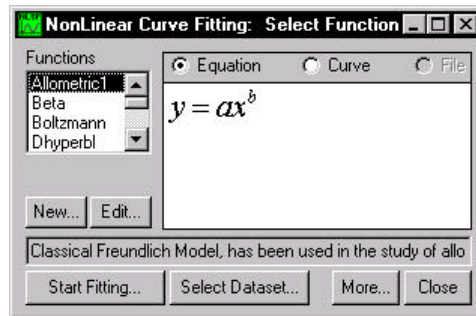 NonLinear Curve Fitting: Select Function
Functions
Allometric1
Beta
Boltzmann
Dhyperbl
Equation
Curve
File
y = ax^b
New...
Edit...
Classical Freundlich Model, has been used in the study of allo
Start Fitting...
Select Dataset...
More...
Close